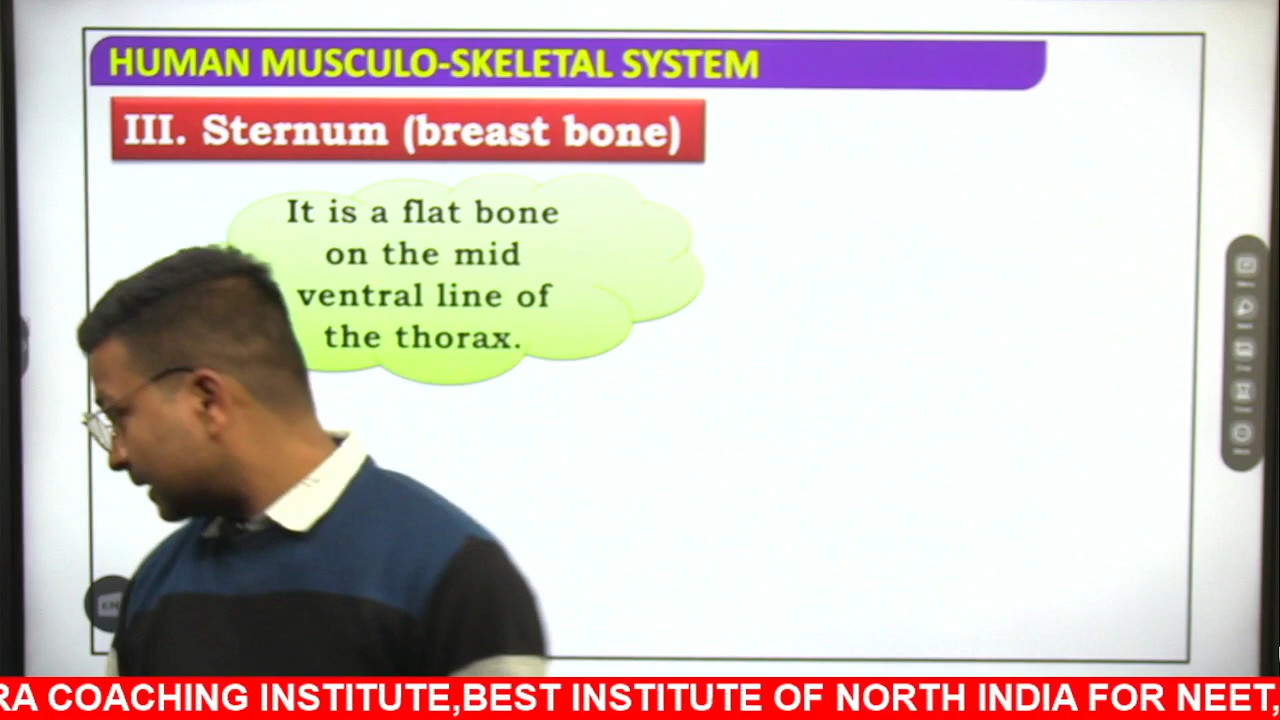 HUMAN MUSCULO-SKELETAL SYSTEM
III. Sternum (breast bone)
It is a flat bone
on the mid
ventral line of
the thorax.
RA COACHING INSTITUTE,BEST INSTITUTE OF NORTH INDIA FOR NEET,